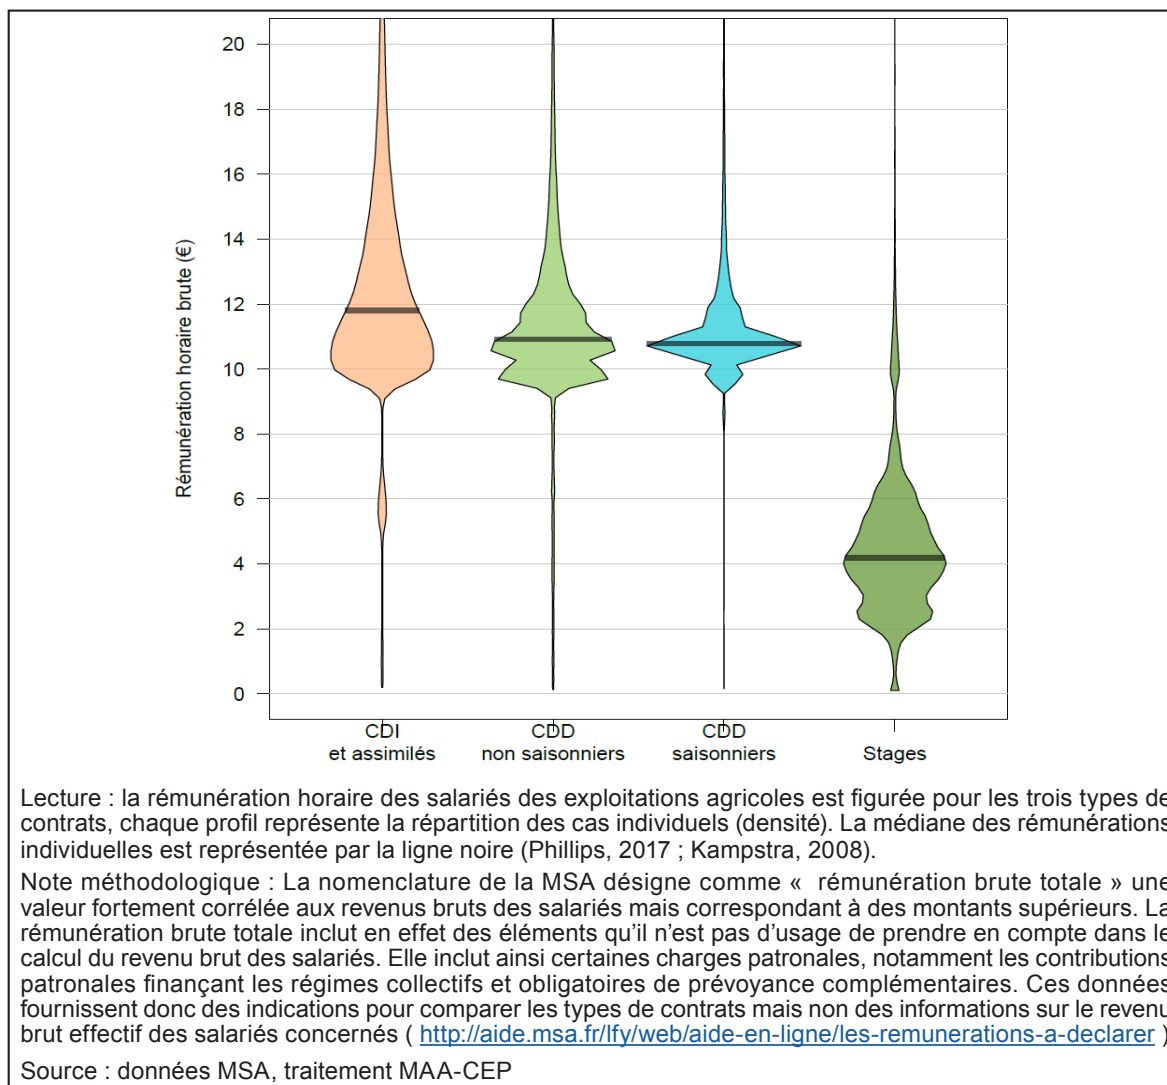 20
18
16
14
12
10
8
6
4
2
0
Rémunération horaire brute (€)
CDI
et assimilés
CDD
non saisonniers
CDD
saisonniers
Stages
Lecture : la rémunération horaire des salariés des exploitations agricoles est figurée pour les trois types de
contrats, chaque profil représente la répartition des cas individuels (densité). La médiane des rémunérations
individuelles est représentée par la ligne noire (Phillips, 2017 ; Kampstra, 2008).
Note méthodologique : La nomenclature de la MSA désigne comme « rémunération brute totale » une
valeur fortement corrélée aux revenus bruts des salariés mais correspondant à des montants supérieurs. La
rémunération brute totale inclut en effet des éléments qu'il n'est pas d'usage de prendre en compte dans le
calcul du revenu brut des salariés. Elle inclut ainsi certaines charges patronales, notamment les contributions
patronales finançant les régimes collectifs et obligatoires de prévoyance complémentaires. Ces données
fournissent donc des indications pour comparer les types de contrats mais non des informations sur le revenu
brut effectif des salariés concernés ( http://aide.msa.fr/lfy/web/aide-en-ligne/les-remunerations-a-declarer )
Source : données MSA, traitement MAA-CEP